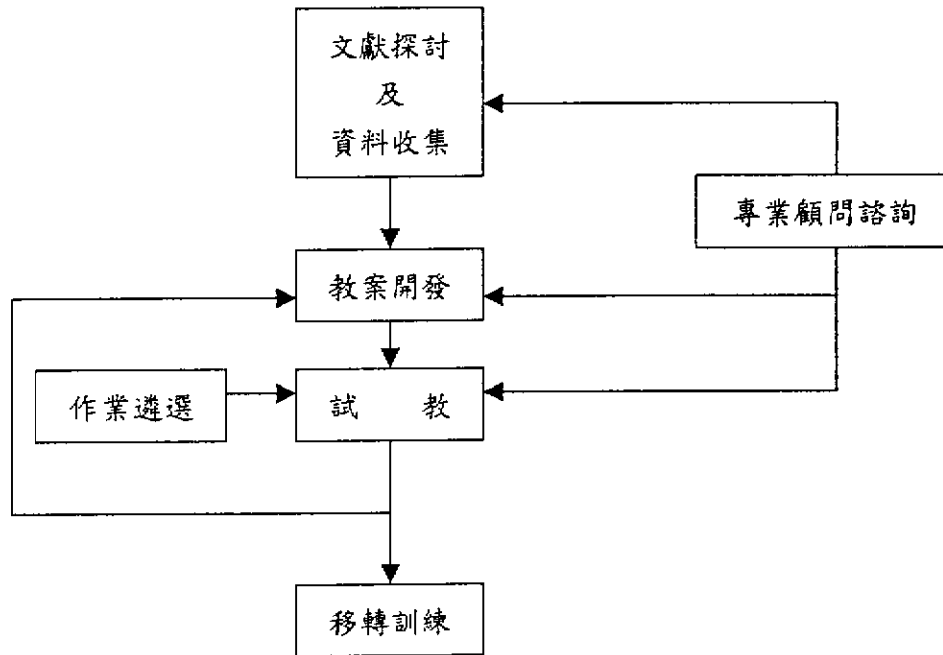 文獻探討
及
資料收集
專業顧問諮詢
教案開發
作業遴選
試 教
移轉訓練